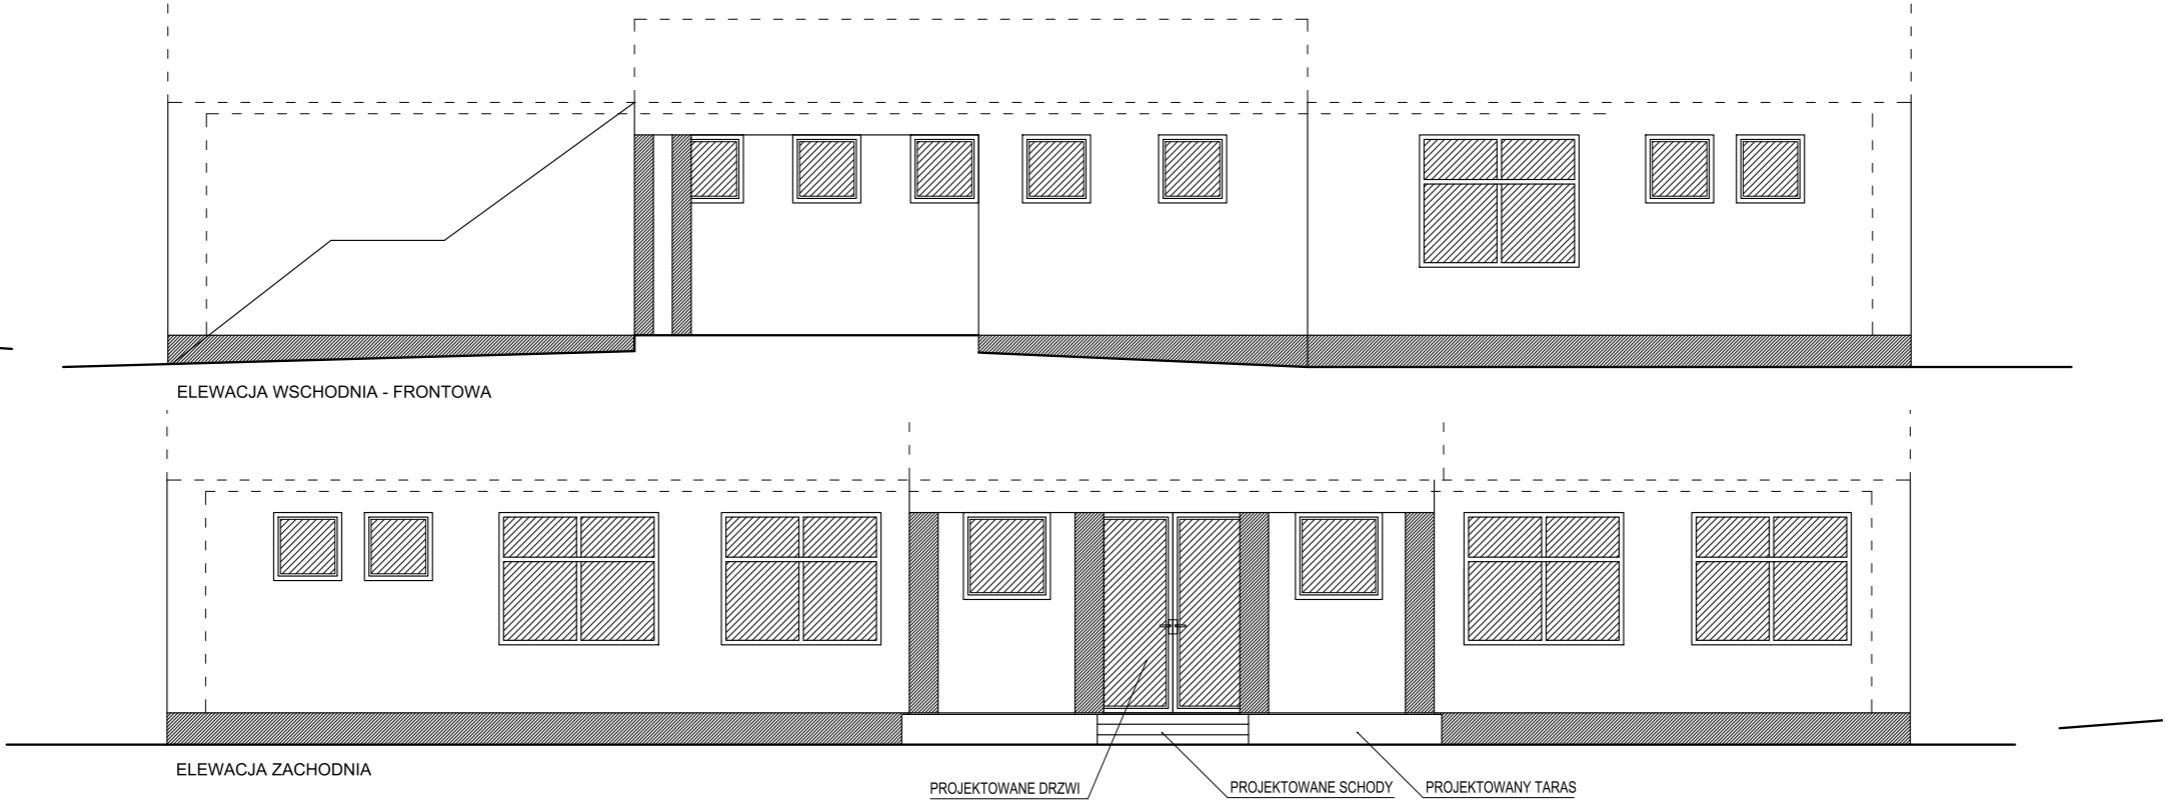 ELEWACJA WSCHODNIA - FRONTOWA
ELEWACJA ZACHODNIA
PROJEKTOWANE DRZWI
PROJEKTOWANE SCHODY
PROJEKTOWANY TARAS